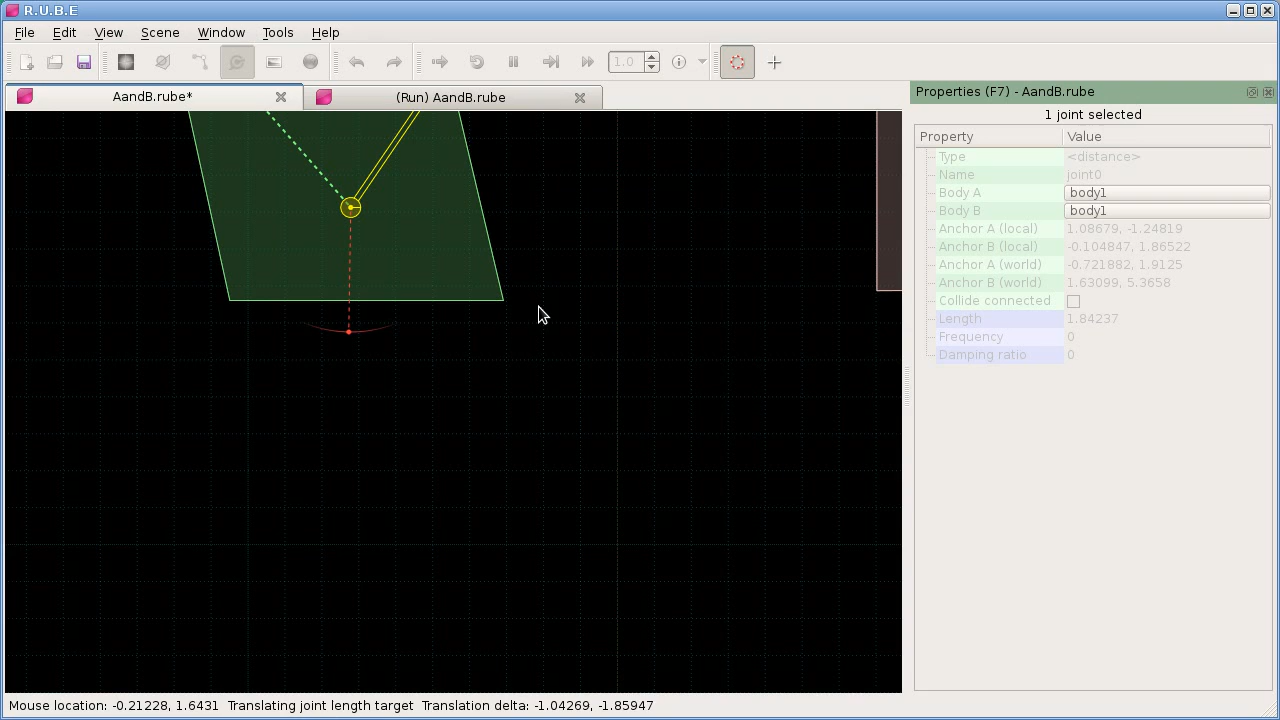 R.U.B.E
File Edit View Scene Window Tools Help
1.0
AandB.rube*
(Run) AandB.rube
Properties (F7) - AandB.rube
1 joint selected
Property Value
Type <distance>
Name joint0
Body A body1
Body B body1
Anchor A (local) 1.08679, -1.24819
Anchor B (local) -0.104847, 1.86522
Anchor A (world) -0.721882, 1.9125
Anchor B (world) 1.63099, 5.3658
Collide connected
Length 1.84237
Frequency 0
Damping ratio 0
Mouse location: -0.21228, 1.6431 Translating joint length target Translation delta: -1.04269, -1.85947